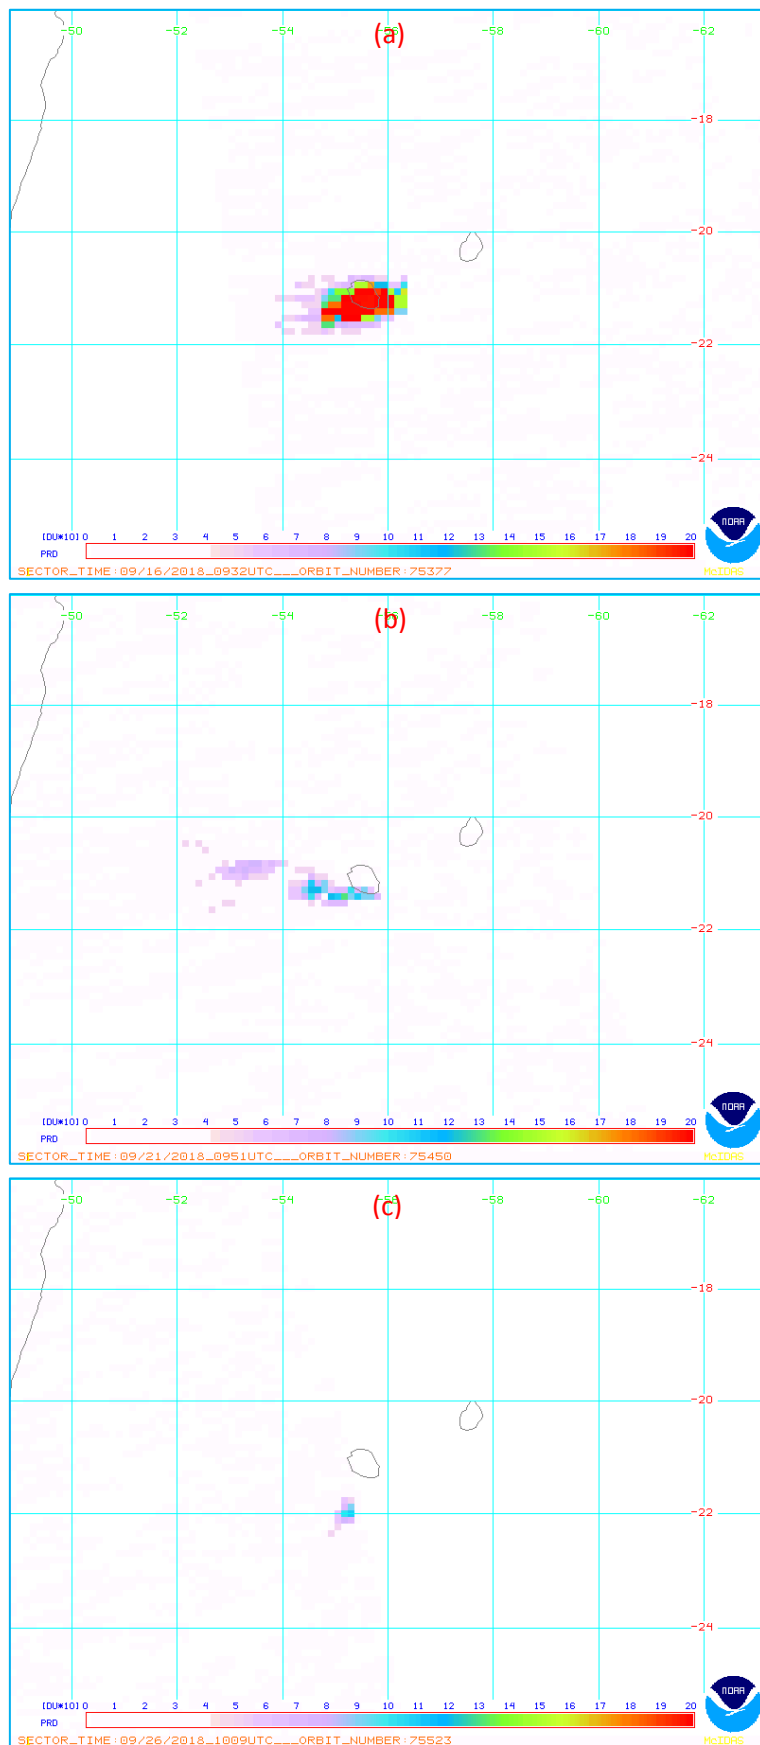 (a)
-50 -52 -54 -56 -58 -60 -62
-18
-20
-22
-24
[DU*10] 0 1 2 3 4 5 6 7 8 9 10 11 12 13 14 15 16 17 18 19 20
PRD
NOAA
SECTOR_TIME:09/16/2018_0932UTC___ORBIT_NUMBER:75377
McIDAS
(b)
-50 -52 -54 -56 -58 -60 -62
-18
-20
-22
-24
[DU*10] 0 1 2 3 4 5 6 7 8 9 10 11 12 13 14 15 16 17 18 19 20
PRD
NOAA
SECTOR_TIME:09/21/2018_0951UTC___ORBIT_NUMBER:75450
McIDAS
(c)
-50 -52 -54 -56 -58 -60 -62
-18
-20
-22
-24
[DU*10] 0 1 2 3 4 5 6 7 8 9 10 11 12 13 14 15 16 17 18 19 20
PRD
NOAA
SECTOR_TIME:09/26/2018_1009UTC___ORBIT_NUMBER:75523
McIDAS